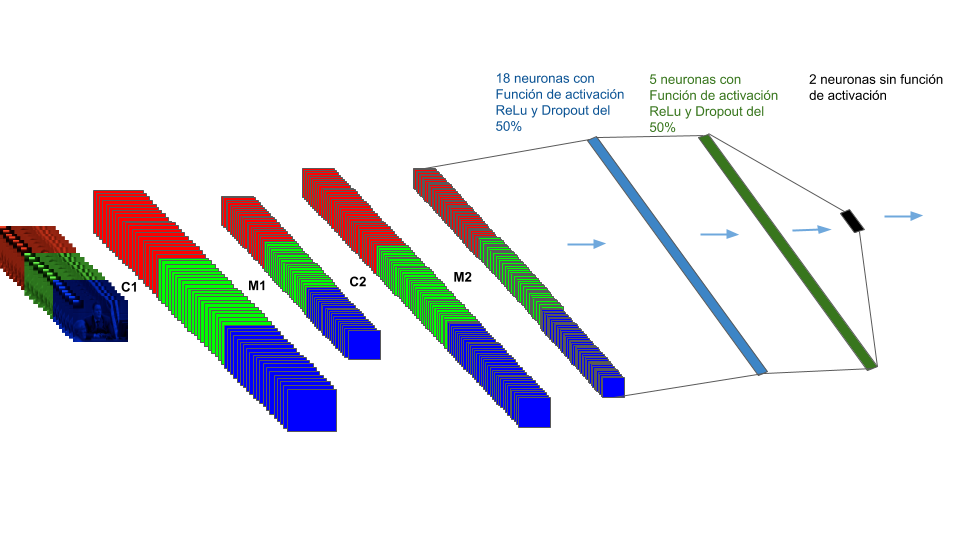 18 neuronas con
Función de activación
ReLu y Dropout del
50%
5 neuronas con
Función de activación
ReLu y Dropout del
50%
2 neuronas sin función
de activación
C1
M1
C2
M2